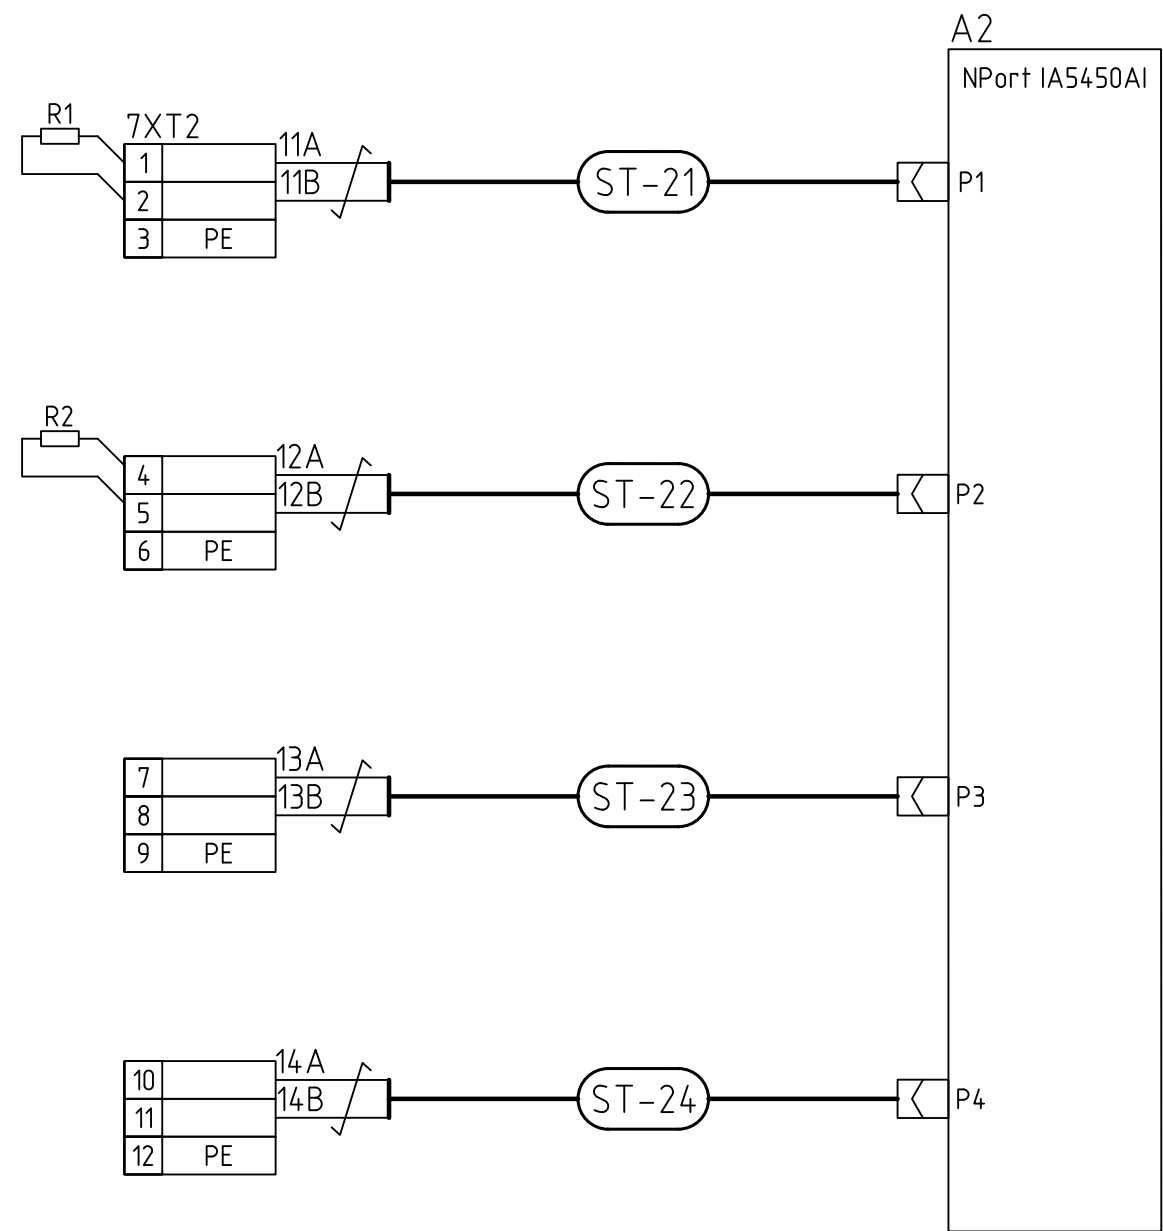 A2
NPort IA5450AI
R1
7XT2
1
11A
2
11B
3 PE
ST-21
P1
R2
4
12A
5
12B
6 PE
ST-22
P2
7
13A
8
13B
9 PE
ST-23
P3
10
14A
11
14B
12 PE
ST-24
P4